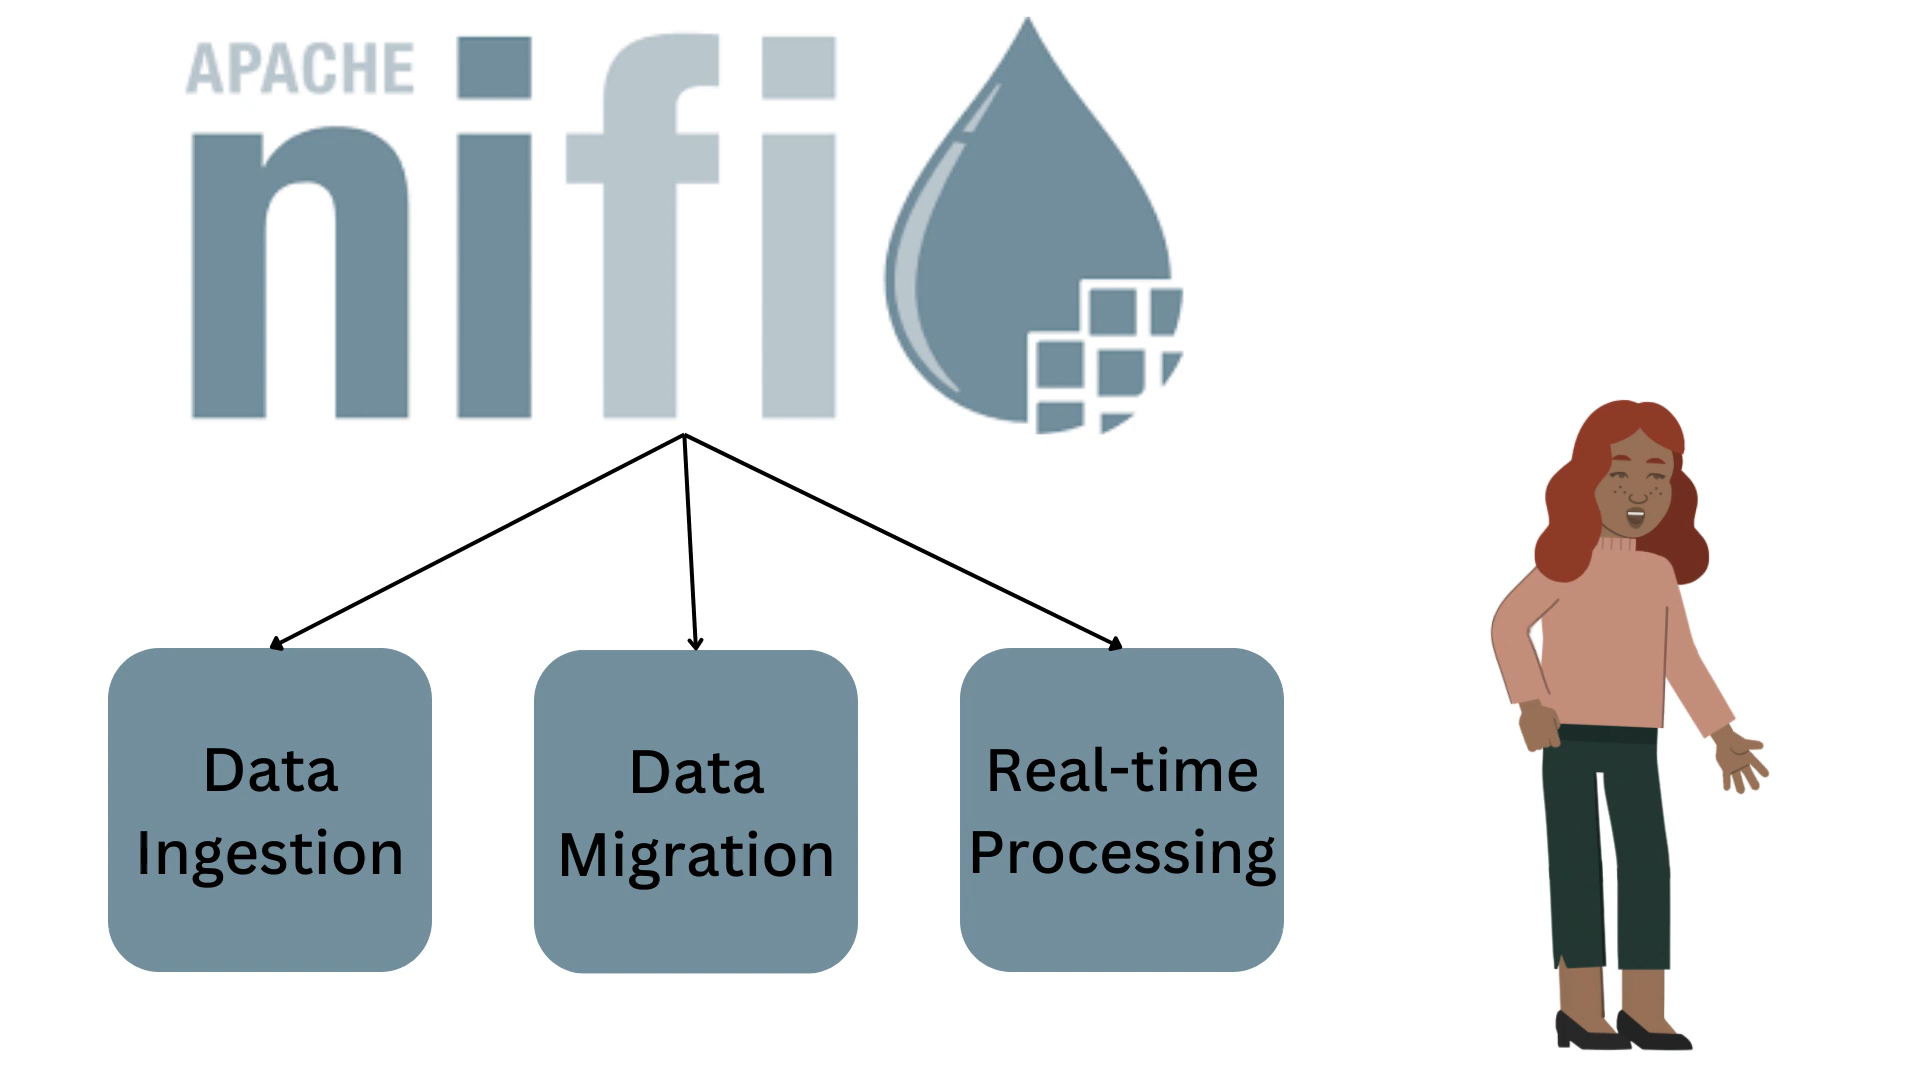 APACHE
nifi
Data
Ingestion
Data
Migration
Real-time
Processing